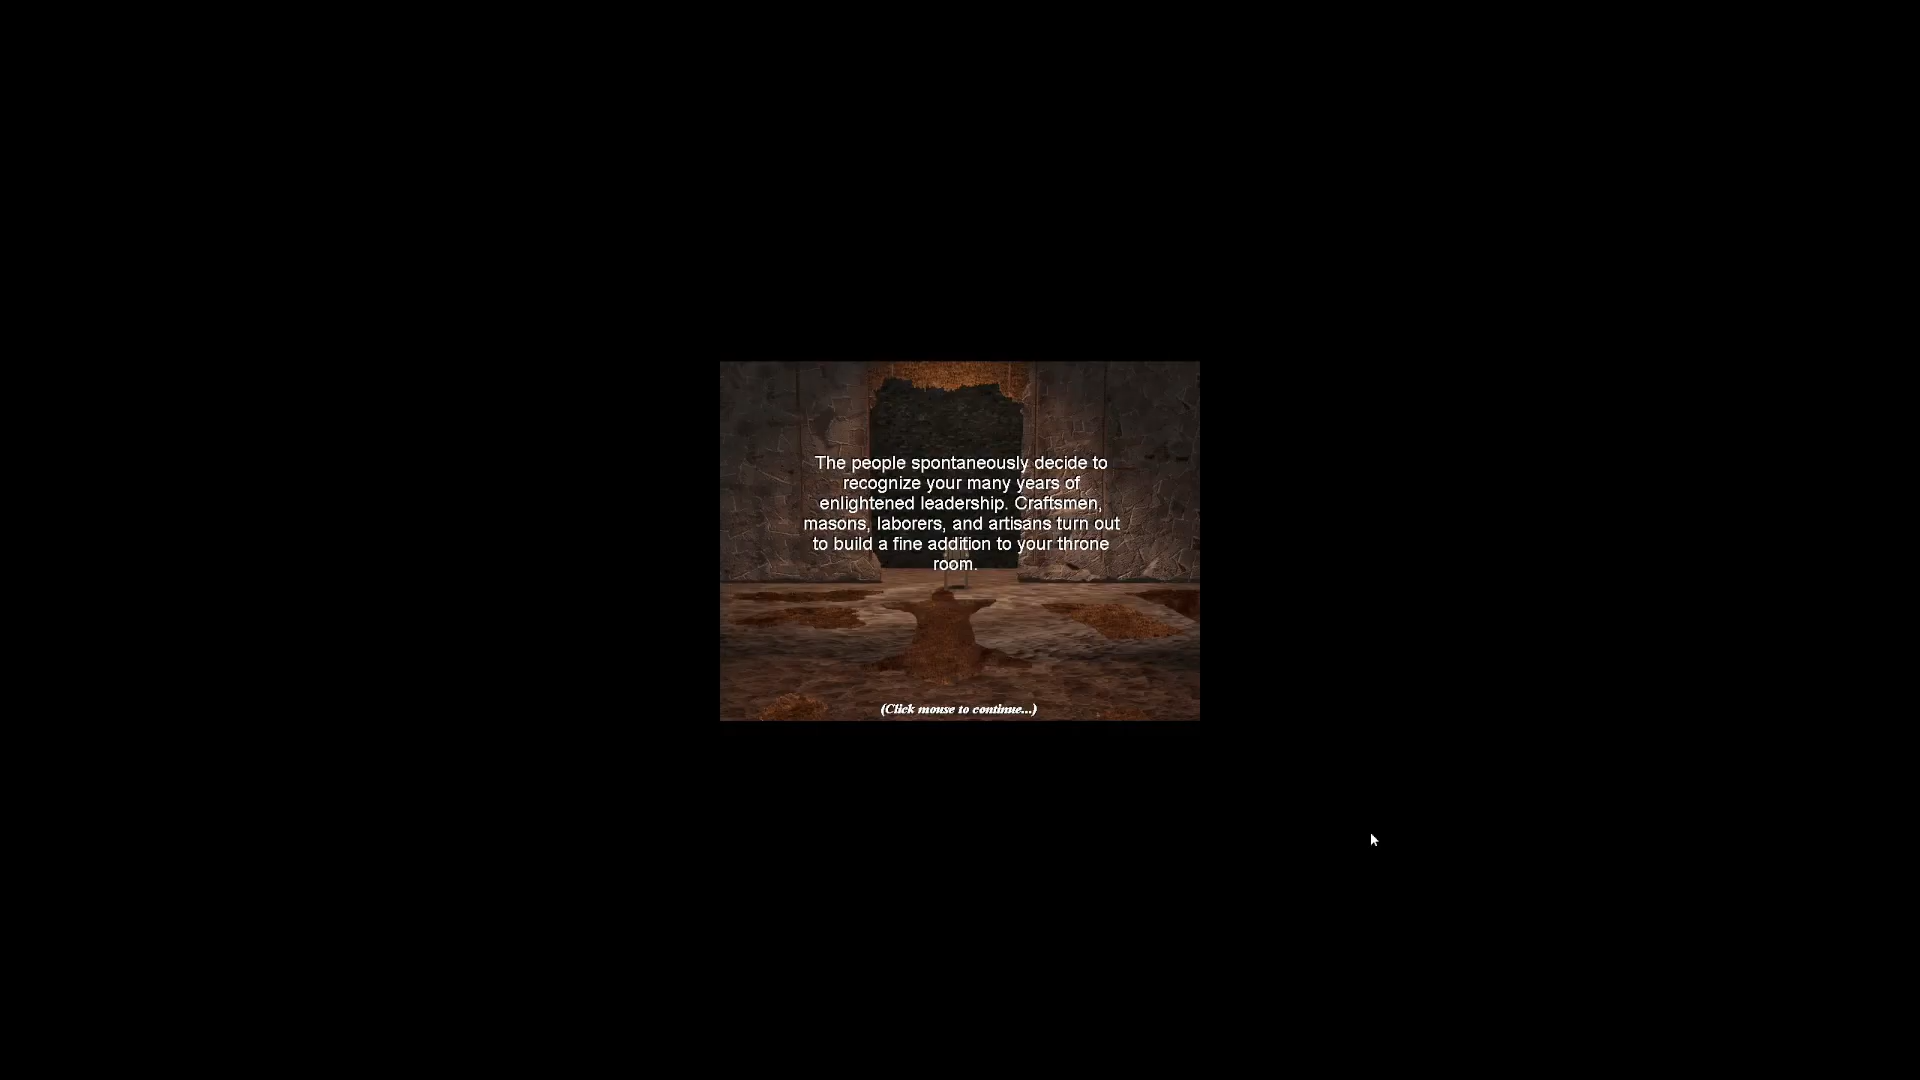 The people spontaneously decide to
recognize your many years of
enlightened leadership. Craftsmen,
masons, laborers, and artisans turn out
to build a fine addition to your throne
room.
(Click mouse to continue...)